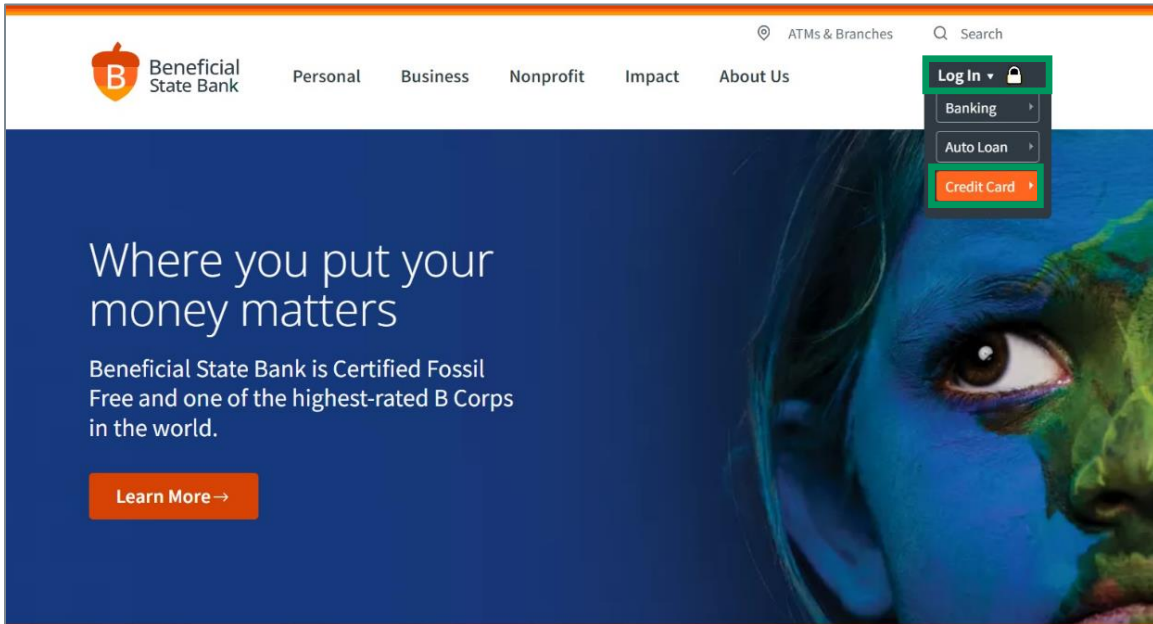 ATMs & Branches Search
B Beneficial
State Bank
Personal Business Nonprofit Impact About Us
Log In
Banking
Auto Loan
Credit Card
Where you put your
money matters
Beneficial State Bank is Certified Fossil
Free and one of the highest-rated B Corps
in the world.
Learn More→